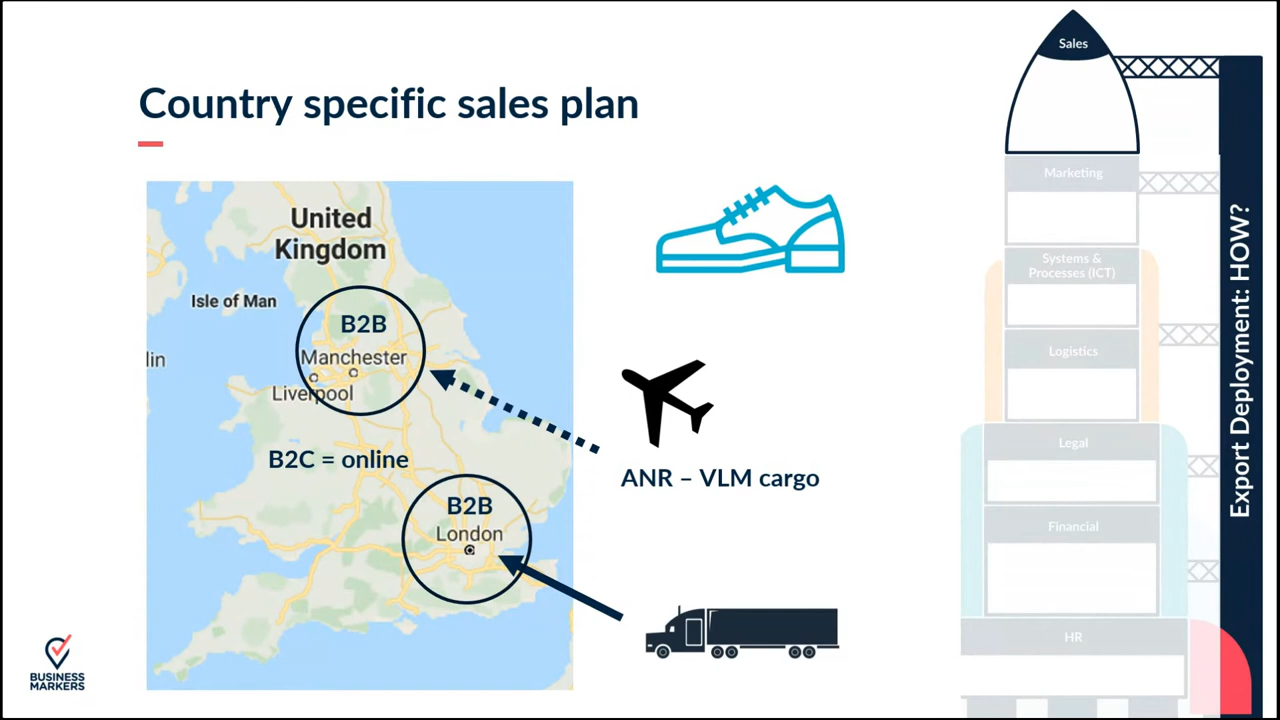 Country specific sales plan
United
Kingdom
Isle of Man
lin
B2B
Manchester
Liverpool
B2C = online
B2B
London
ANR – VLM cargo
Sales
Marketing
Systems &
Processes (ICT)
Logistics
Legal
Financial
HR
Export Deployment: HOW?
BUSINESS
MARKERS